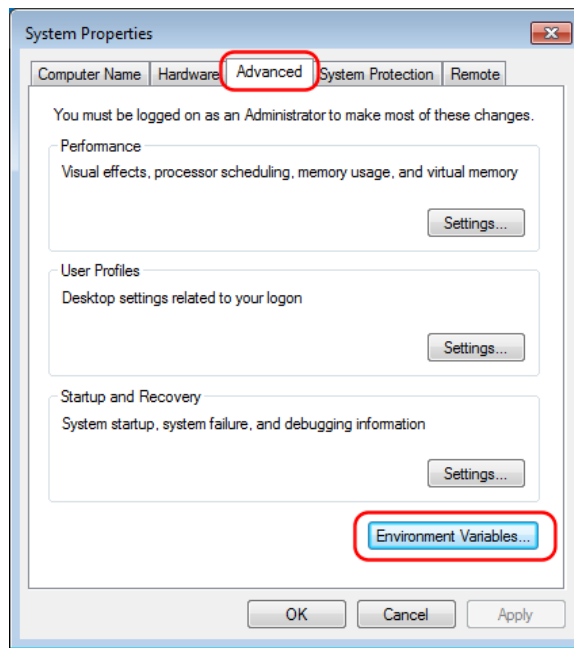 System Properties
Computer Name Hardware Advanced System Protection Remote
You must be logged on as an Administrator to make most of these changes.
Performance
Visual effects, processor scheduling, memory usage, and virtual memory
Settings...
User Profiles
Desktop settings related to your logon
Settings...
Startup and Recovery
System startup, system failure, and debugging information
Settings...
Environment Variables...
OK Cancel Apply